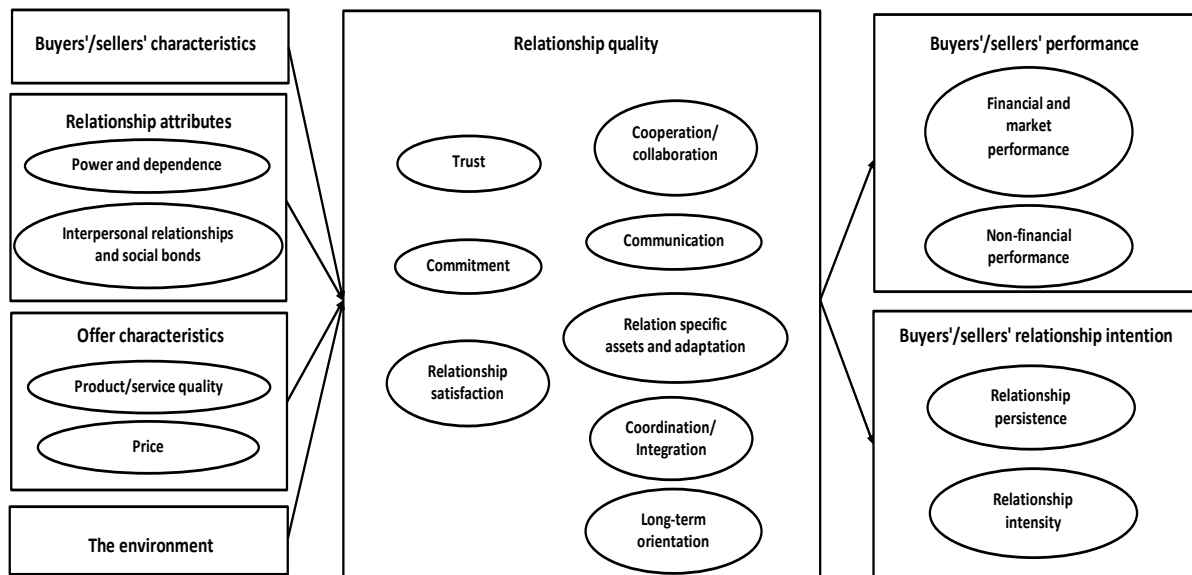 Buyers'/sellers' characteristics
Relationship attributes
Power and dependence
Interpersonal relationships
and social bonds
Offer characteristics
Product/service quality
Price
The environment
Relationship quality
Trust
Commitment
Relationship
satisfaction
Cooperation/
collaboration
Communication
Relation specific
assets and adaptation
Coordination/
Integration
Long-term
orientation
Buyers'/sellers' performance
Financial and
market
performance
Non-financial
performance
Buyers'/sellers' relationship intention
Relationship
persistence
Relationship
intensity